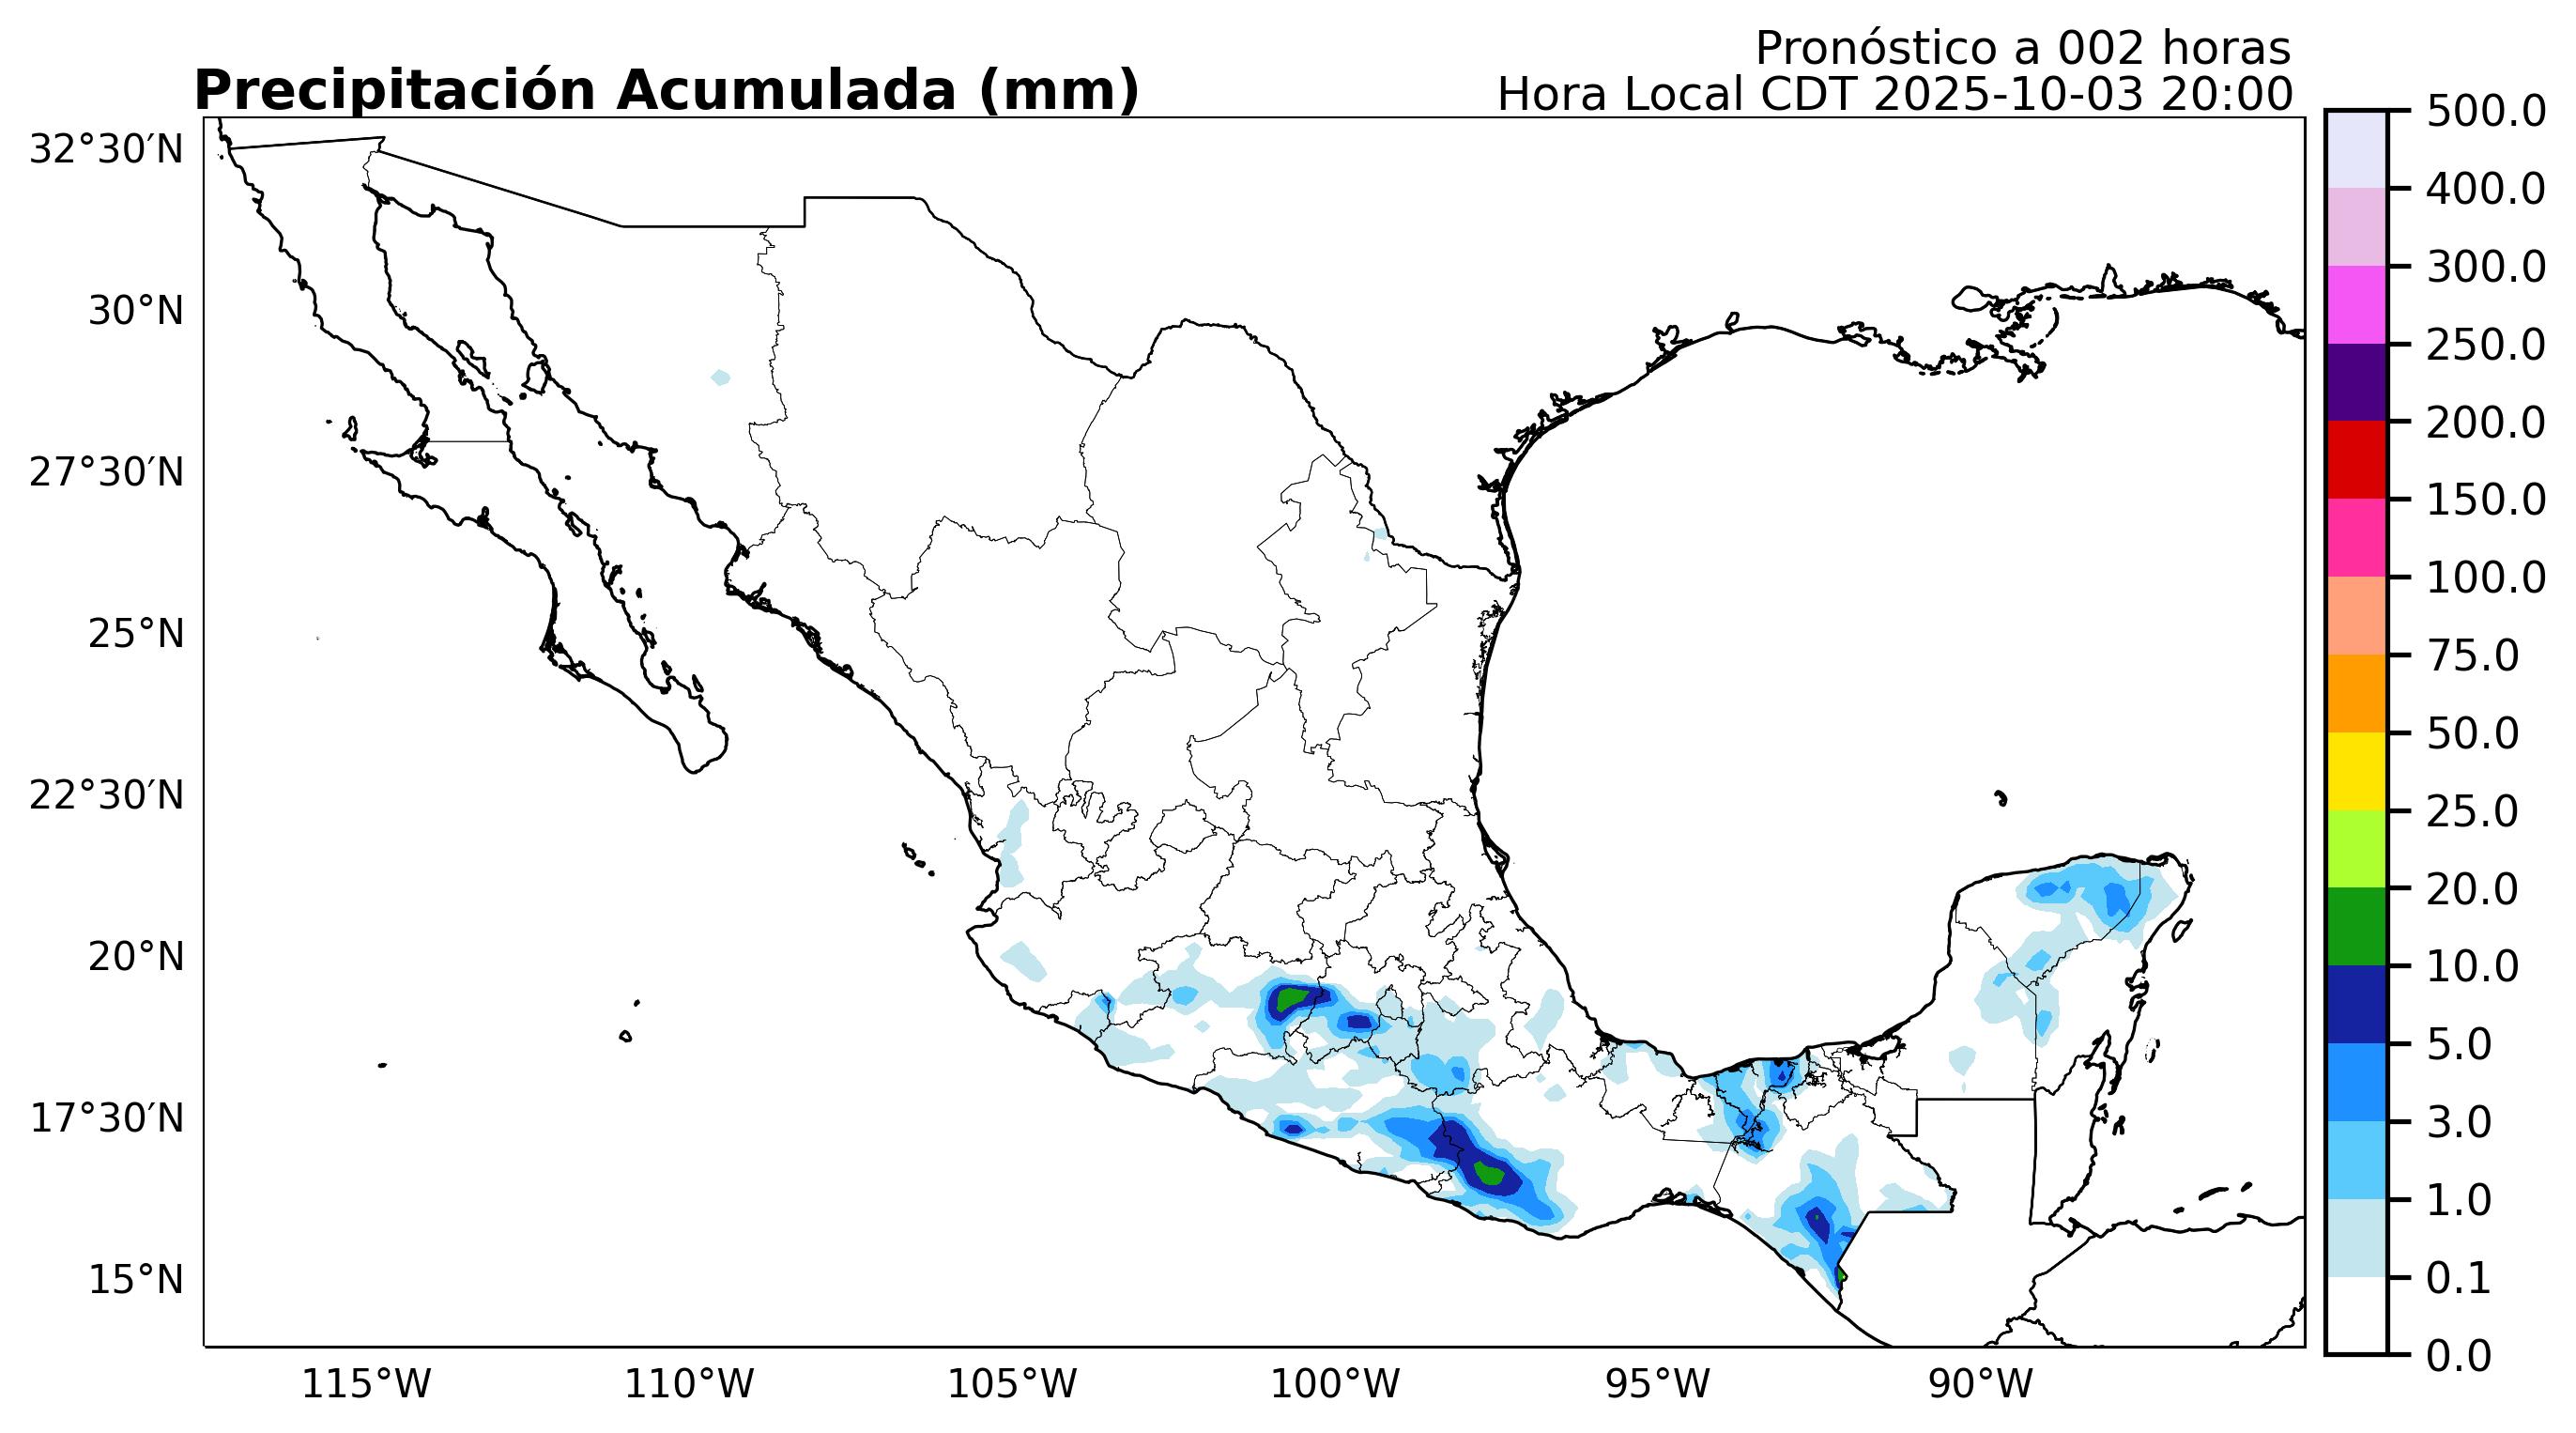 Pronóstico a 002 horas
Precipitación Acumulada (mm)
Hora Local CDT 2025-10-03 20:00
32°30′N
30°N
27°30′N
25°N
22°30′N
20°N
17°30′N
15°N
115°W
110°W
105°W
100°W
95°W
90°W
500.0
400.0
300.0
250.0
200.0
150.0
100.0
75.0
50.0
25.0
20.0
10.0
5.0
3.0
1.0
0.1
0.0